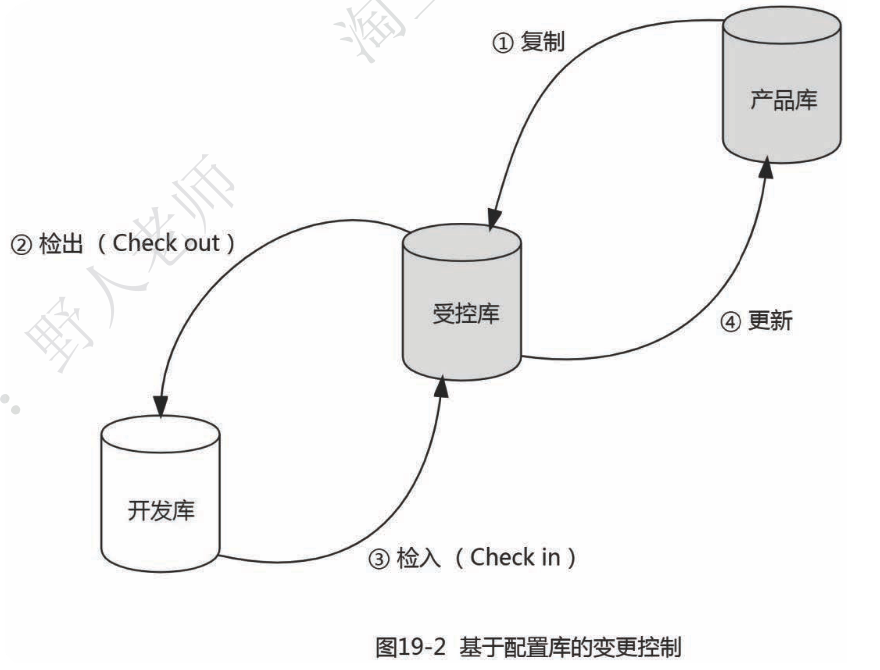 ① 复制
产品库
② 检出（Check out）
受控库
④ 更新
开发库
③ 检入（Check in）
图19-2 基于配置库的变更控制
：野人老师
淘